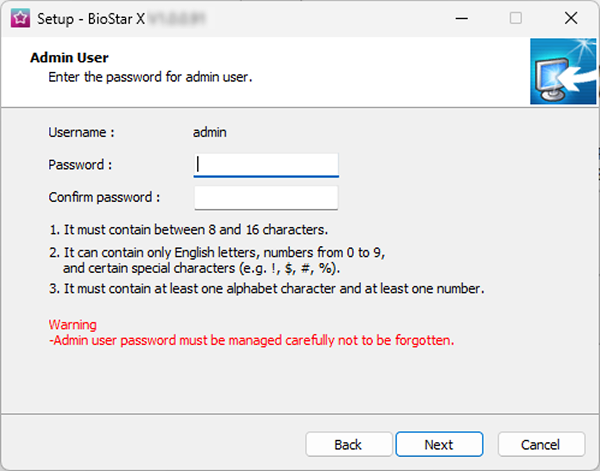 Setup - BioStar X
Admin User
Enter the password for admin user.
Username : admin
Password :
Confirm password :
1. It must contain between 8 and 16 characters.
2. It can contain only English letters, numbers from 0 to 9,
and certain special characters (e.g. !, $, #, %).
3. It must contain at least one alphabet character and at least one number.
Warning
-Admin user password must be managed carefully not to be forgotten.
Back Next Cancel